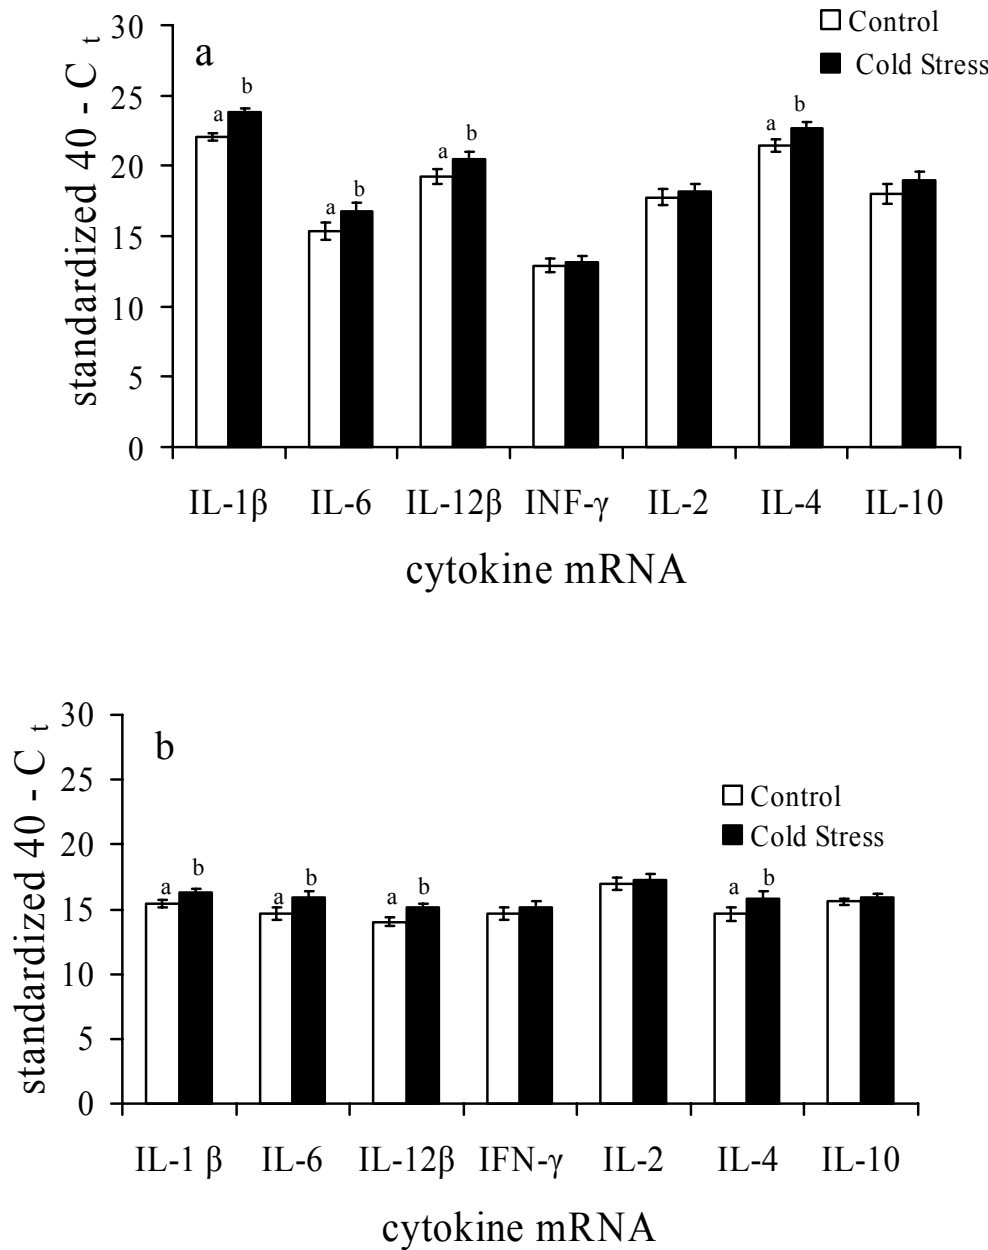 Control
Cold Stress
a
standardized 40 - C t
30
25
20
15
10
5
0
a b
a b
a b
a b
IL-1β IL-6 IL-12β INF-γ IL-2 IL-4 IL-10
cytokine mRNA
b
standardized 40 - C t
30
25
20
15
10
5
0
Control
Cold Stress
a b
a b
a b
a b
IL-1 β IL-6 IL-12β IFN-γ IL-2 IL-4 IL-10
cytokine mRNA